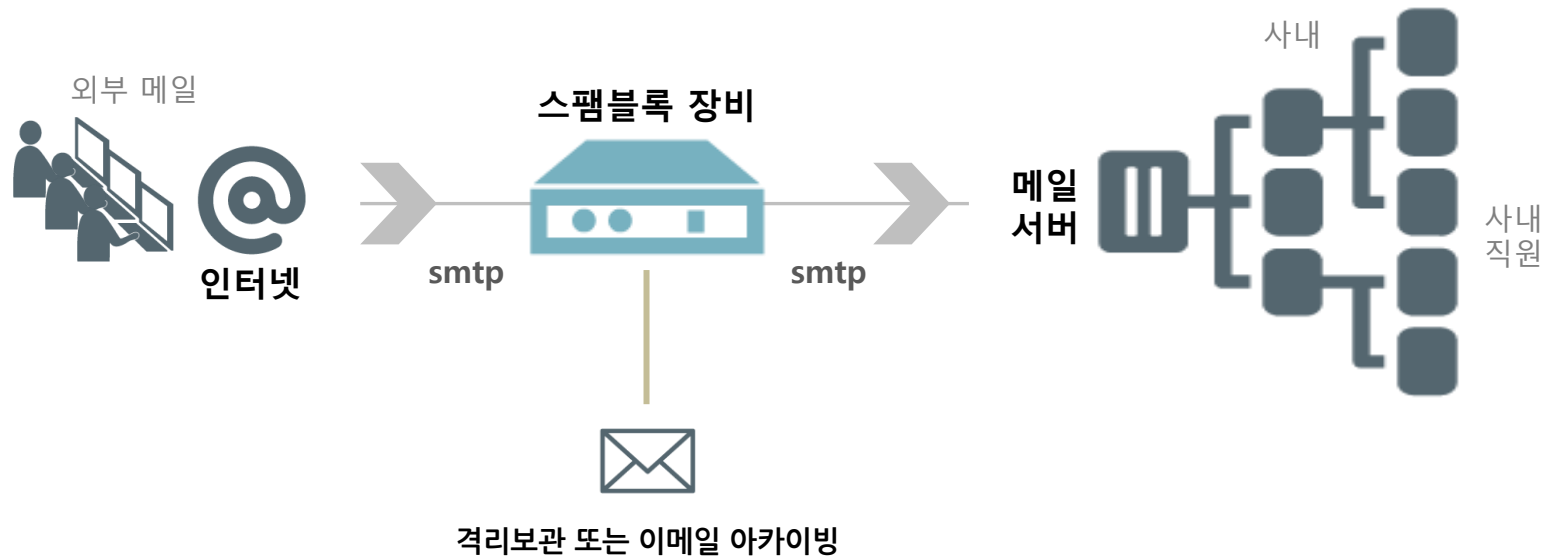 외부 메일
인터넷
smtp
스팸블록 장비
smtp
격리보관 또는 이메일 아카이빙
메일
서버
사내
사내
직원